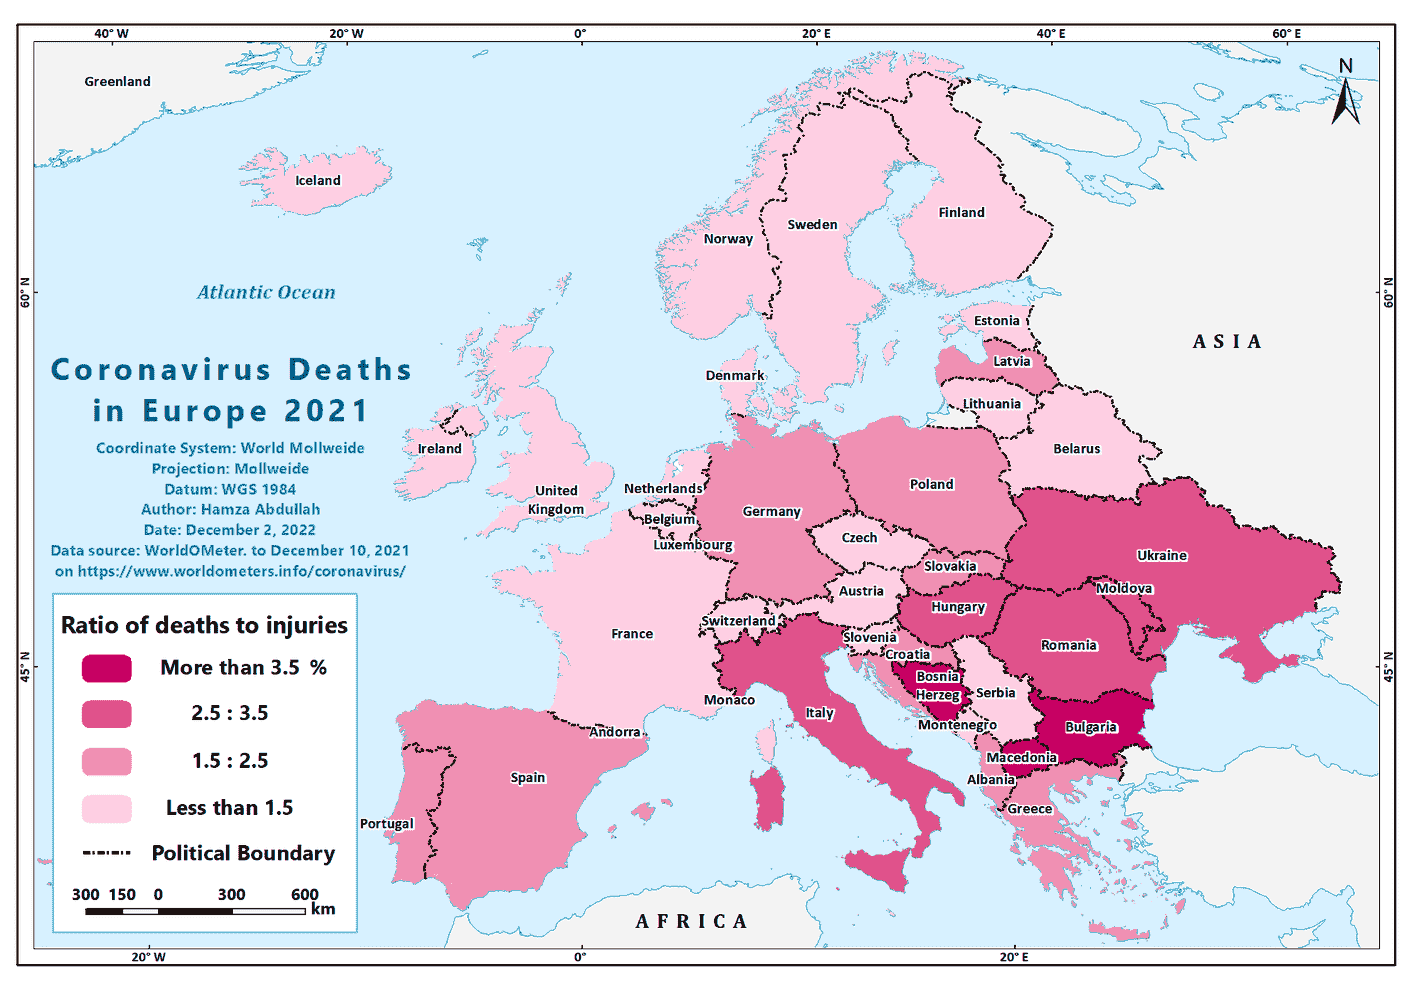 40° W
20° W
0°
20° E
40° E
60° E
N
Greenland
Iceland
Finland
Sweden
Norway
Atlantic Ocean
60° N
60° N
Estonia
ASIA
Latvia
Coronavirus Deaths
in Europe 2021
Denmark
Lithuania
Coordinate System: World Mollweide
Projection: Mollweide
Datum: WGS 1984
Author: Hamza Abdullah
Date: December 2, 2022
Data source: WorldOMeter. to December 10, 2021
on https://www.worldometers.info/coronavirus/
Ireland
Belarus
United
Kingdom
Netherlands
Poland
Germany
Belgium
Czech
Luxembourg
Ukraine
Slovakia
Austria
Moldova
Hungary
Switzerland
France
Slovenia
Romania
Croatia
45° N
45° N
Bosnia
Herzeg
Serbia
Monaco
Italy
Montenegro
Bulgaria
Andorra
Macedonia
Spain
Albania
Greece
Portugal
Ratio of deaths to injuries
More than 3.5 %
2.5 : 3.5
1.5 : 2.5
Less than 1.5
Political Boundary
300 150 0 300 600
km
AFRICA
20° W
0°
20° E